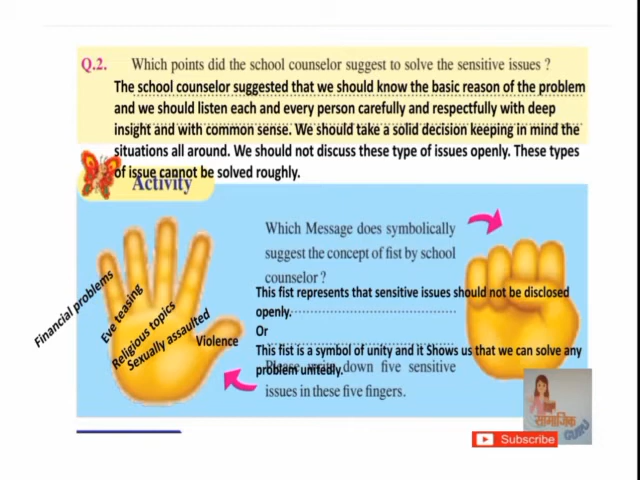 Q.2. Which points did the school counselor suggest to solve the sensitive issues ?
The school counselor suggested that we should know the basic reason of the problem
and we should listen each and every person carefully and respectfully with deep
insight and with common sense. We should take a solid decision keeping in mind the
situations all around. We should not discuss these type of issues openly. These types
of issue cannot be solved roughly.
Activity
Which Message does symbolically
suggest the concept of fist by school
counselor ?
This fist represents that sensitive issues should not be disclosed
openly.
Or
This fist is a symbol of unity and it Shows us that we can solve any
problem unitedly.
Please write down five sensitive
issues in these five fingers.
Financial problems
Eve teasing
Religious topics
Sexually assaulted
Violence
सामाजिक
GURU
Subscribe